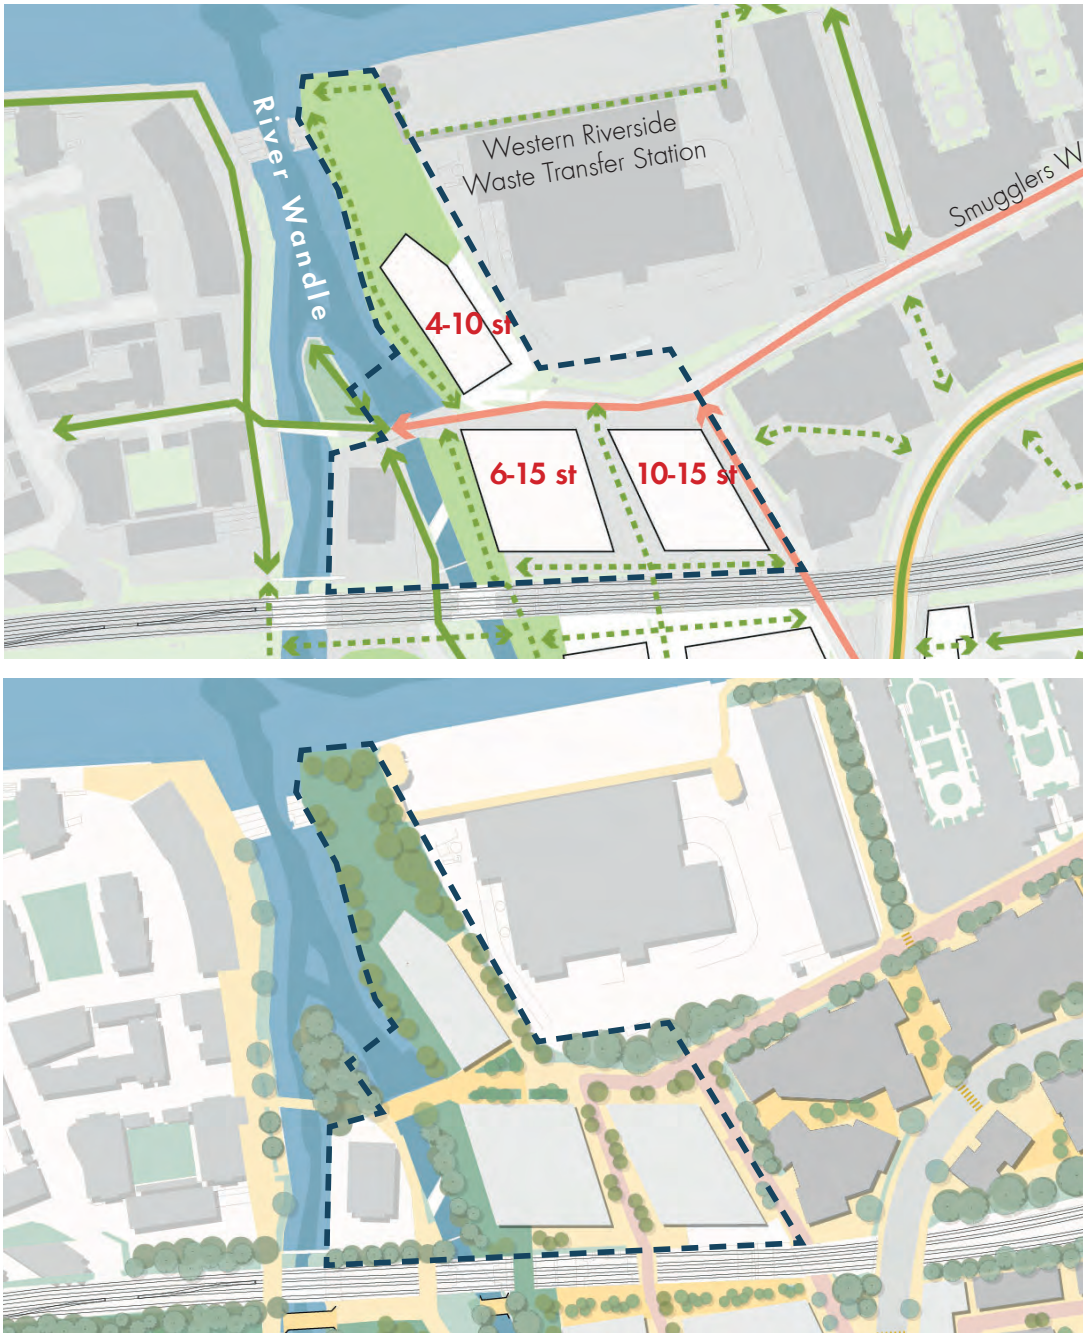 River Wandle
Western Riverside
Waste Transfer Station
Smugglers W
4-10 st
6-15 st
10-15 st